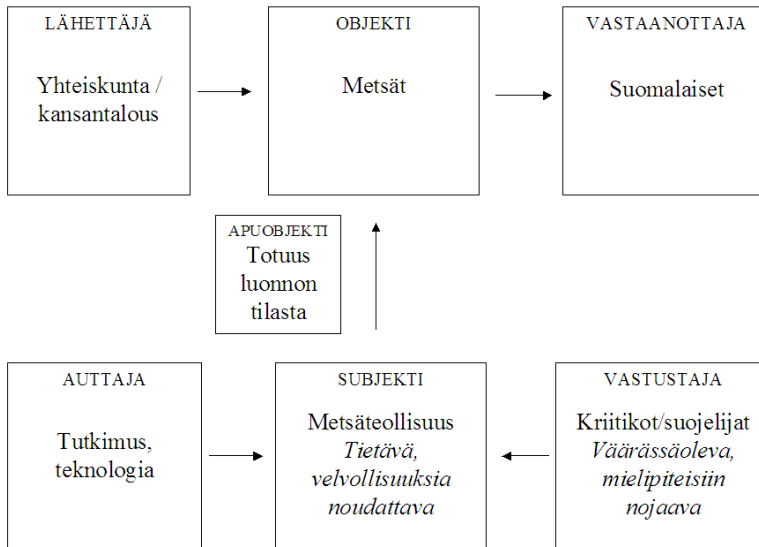 LÄHETTÄJÄ
Yhteiskunta /
kansantalous
OBJEKTI
Metsät
VASTAANOTTAJA
Suomalaiset
APUOBJEKTI
Totuus
luonnon
tilasta
AUTTAJA
Tutkimus,
teknologia
SUBJEKTI
Metsäteollisuus
Tietävä,
velvollisuuksia
noudattava
VASTUSTAJA
Kriitikot/suojelijat
Väärässäoleva,
mielipiteisiin
nojaava